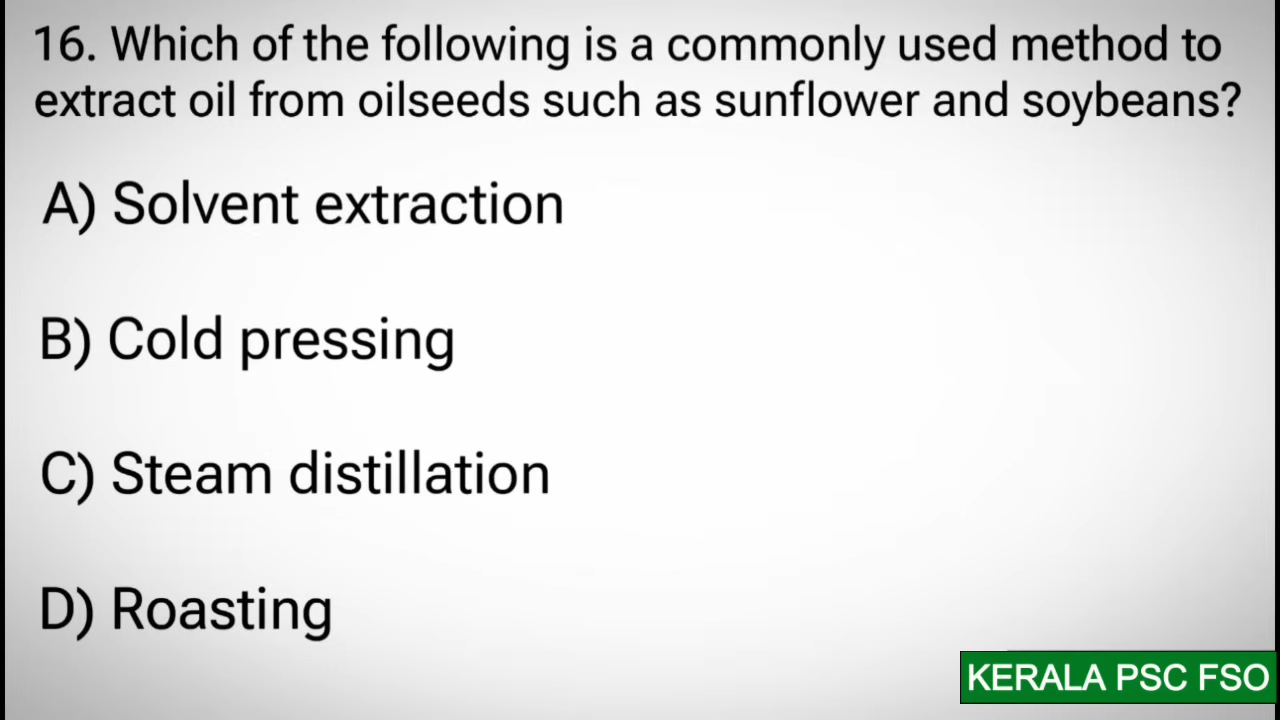 16. Which of the following is a commonly used method to
extract oil from oilseeds such as sunflower and soybeans?
A) Solvent extraction
B) Cold pressing
C) Steam distillation
D) Roasting
KERALA PSC FSO